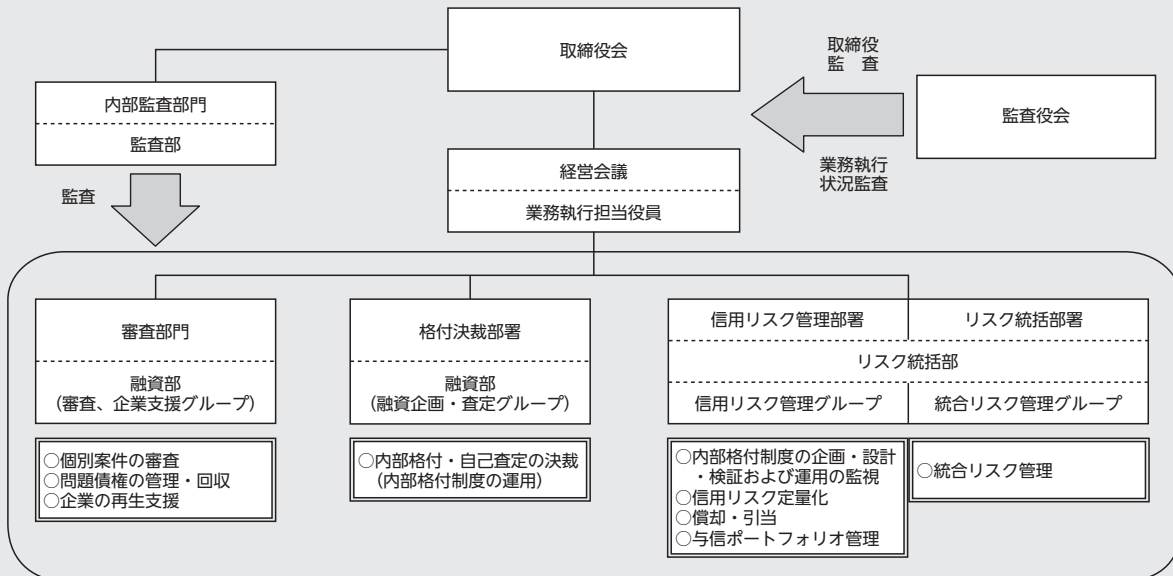 取締役会
取締役
監　査
内部監査部門
監査部
監査役会
監査
経営会議
業務執行担当役員
業務執行
状況監査
審査部門
融資部
(審査、企業支援グループ)
○個別案件の審査
○問題債権の管理・回収
○企業の再生支援
格付決裁部署
融資部
(融資企画・査定グループ)
○内部格付・自己査定の決裁
(内部格付制度の運用)
信用リスク管理部署
リスク統括部署
リスク統括部
信用リスク管理グループ
統合リスク管理グループ
○内部格付制度の企画・設計
・検証および運用の監視
○信用リスク定量化
○償却・引当
○与信ポートフォリオ管理
○統合リスク管理